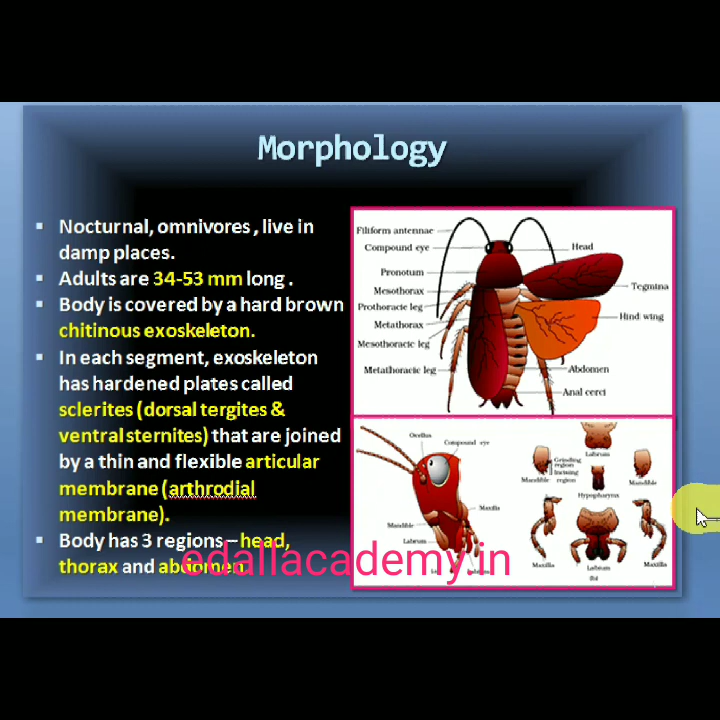 Morphology
Nocturnal, omnivores , live in
damp places.
Adults are 34-53 mm long .
Body is covered by a hard brown
chitinous exoskeleton.
In each segment, exoskeleton
has hardened plates called
sclerites (dorsal tergites &
ventral sternites) that are joined
by a thin and flexible articular
membrane (arthrodial
membrane).
Body has 3 regions – head,
thorax and abdomen.
edallacademy.in
Filiform antennae
Compound eye
Pronotum
Mesothorax
Prothoracic leg
Metathorax
Mesothoracic leg
Metathoracic leg
Head
Tegmina
Hind wing
Abdomen
Anal cerci
Ocellus
Compound eye
Maxilla
Mandible
Labrum
Labrum
Grinding
region
Incising
region
Mandible
Mandible
Hypopharynx
Maxilla
Labium
Maxilla